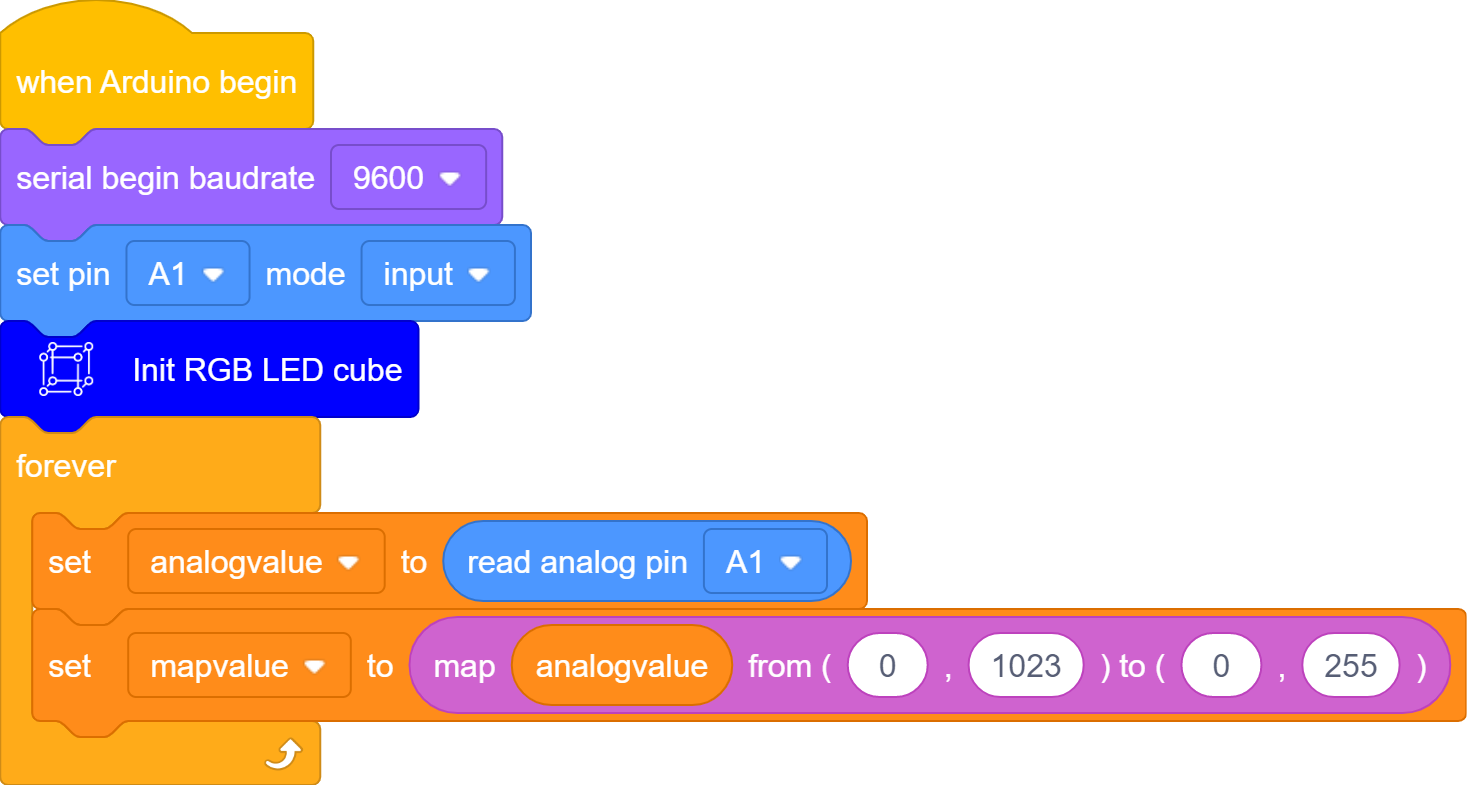 when Arduino begin
serial begin baudrate 9600
set pin A1 mode input
Init RGB LED cube
forever
set analogvalue to read analog pin A1
set mapvalue to map analogvalue from ( 0 , 1023 ) to ( 0 , 255 )